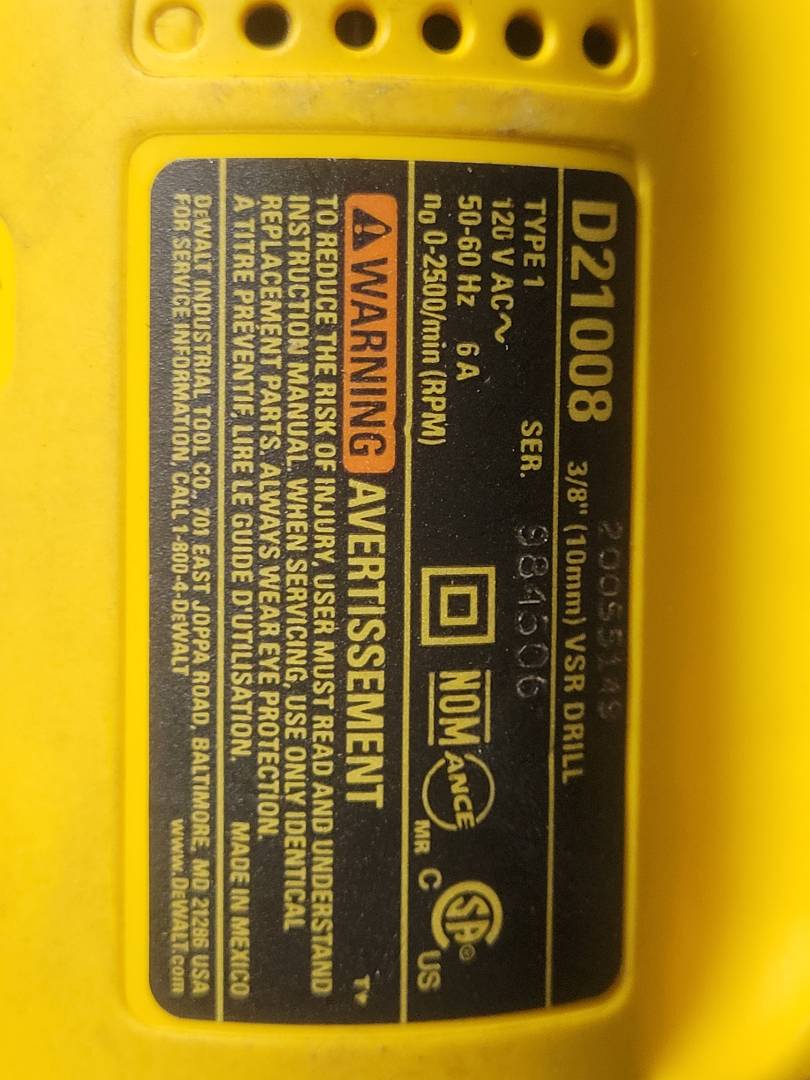 20055149
D21008 3/8" (10mm) VSR DRILL
TYPE 1 SER. 984506
120 V AC∿
50-60 Hz 6 A
n₀ 0-2500/min (RPM)
NOM
ANCE
MR
C SA® US
⚠ WARNING AVERTISSEMENT
TO REDUCE THE RISK OF INJURY, USER MUST READ AND UNDERSTAND
INSTRUCTION MANUAL. WHEN SERVICING, USE ONLY IDENTICAL
REPLACEMENT PARTS. ALWAYS WEAR EYE PROTECTION.
À TITRE PRÉVENTIF, LIRE LE GUIDE D'UTILISATION. MADE IN MEXICO
DEWALT INDUSTRIAL TOOL CO., 701 EAST JOPPA ROAD, BALTIMORE, MD 21286 USA
FOR SERVICE INFORMATION, CALL 1-800-4-DEWALT www.DEWALT.com